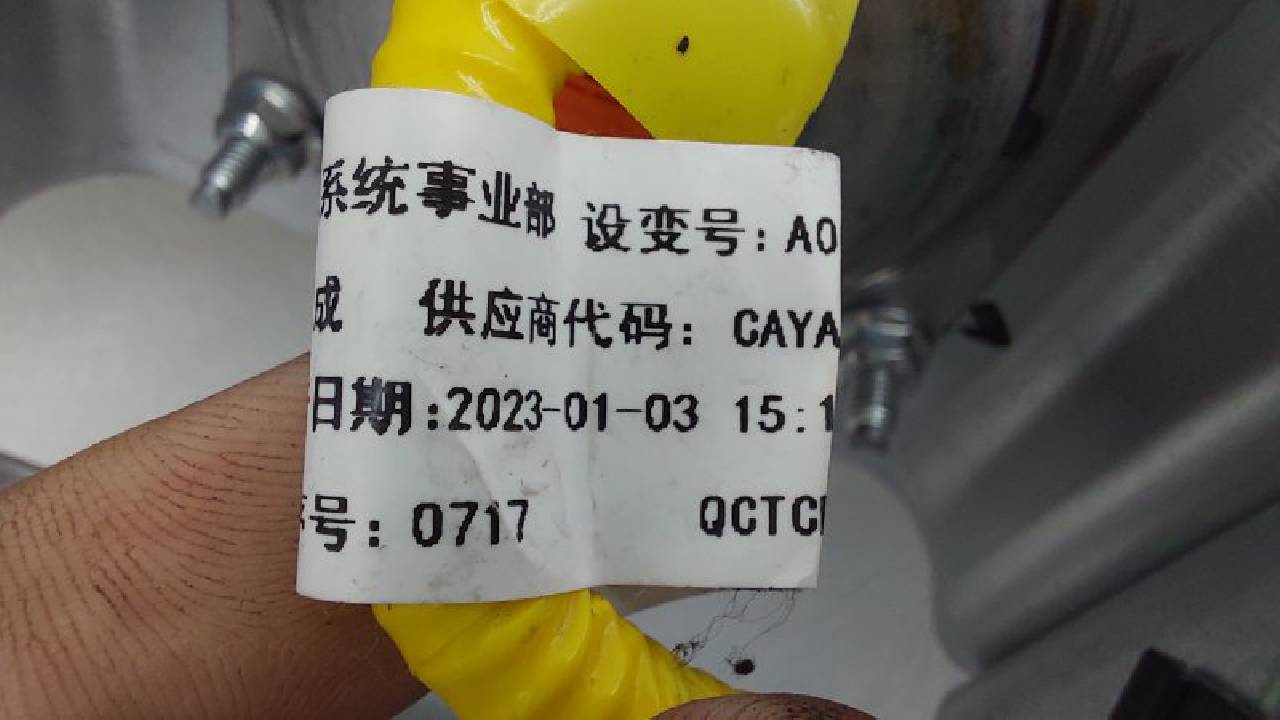 系统事业部 设变号:A0
成 供应商代码: CAYA
日期:2023-01-03 15:1
号: 0717 QCTC